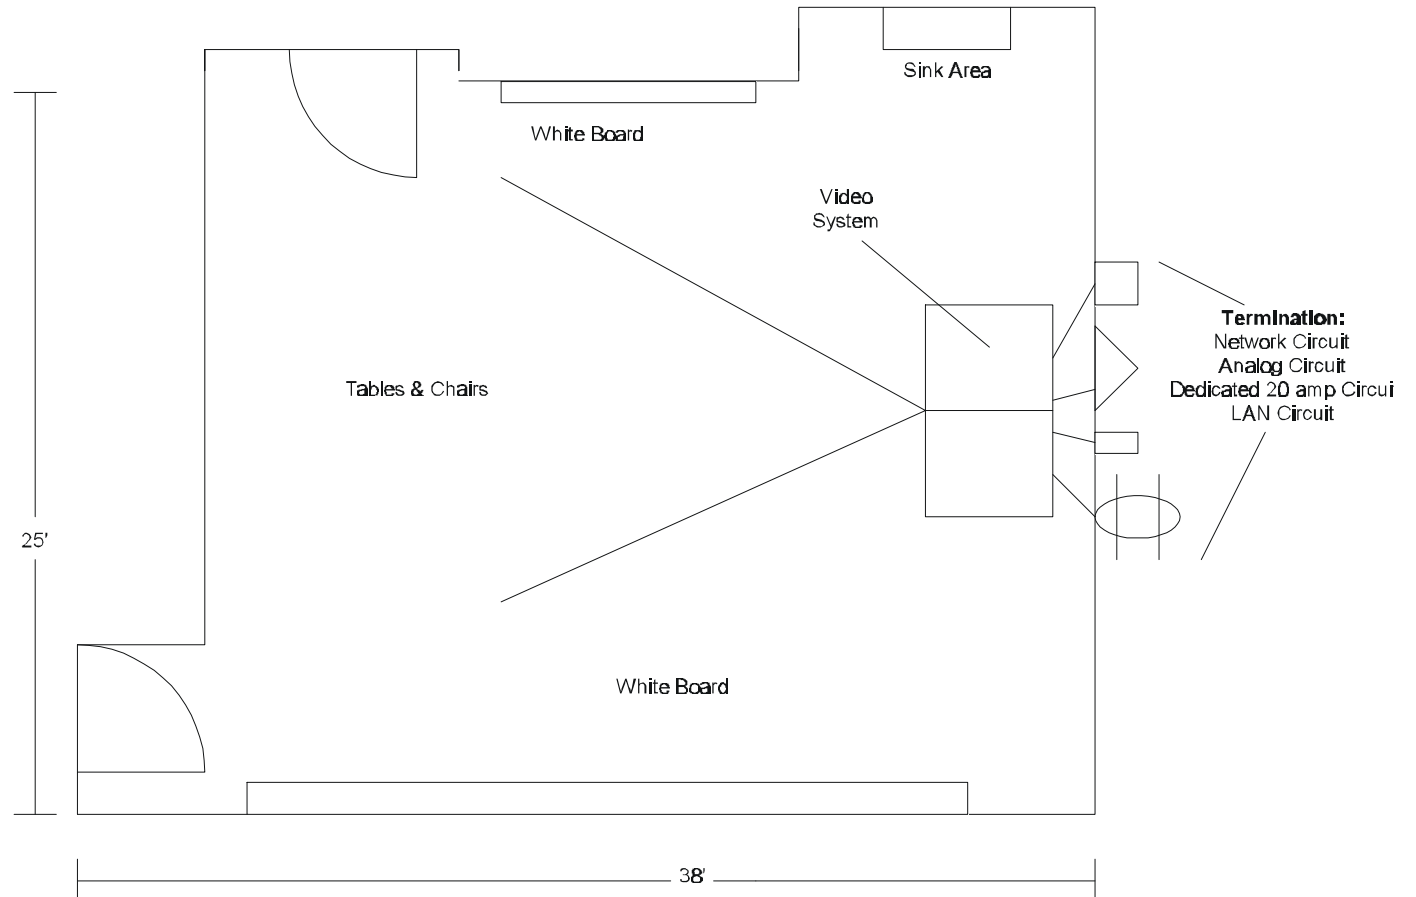 Sink Area
White Board
Video
System
Termination:
Network Circuit
Analog Circuit
Dedicated 20 amp Circui
LAN Circuit
Tables & Chairs
25'
White Board
38'